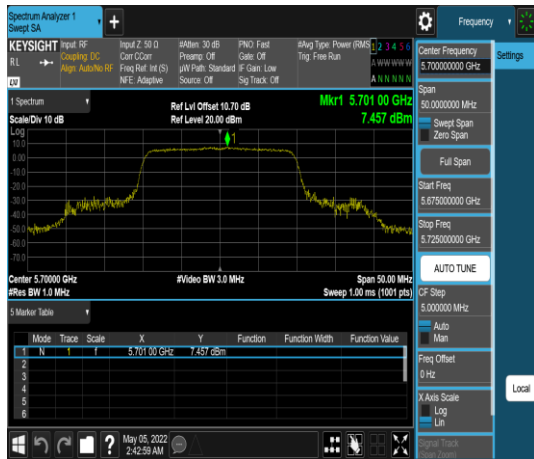 Spectrum Analyzer 1
Swept SA
Frequency
KEYSIGHT
Input: RF
Input Z: 50 Ω
#Atten: 30 dB
PNO: Fast
#Avg Type: Power (RMS)
1 2 3 4 5 6
R L
Coupling: DC
Corr CCorr
Preamp: Off
Gate: Off
Trig: Free Run
A WW WW W
Align: Auto/No RF
Freq Ref: Int (S)
µW Path: Standard
IF Gain: Low
NFE: Adaptive
Source: Off
Sig Track: Off
A N N N N N
1 Spectrum
Scale/Div 10 dB
Ref Lvl Offset 10.70 dB
Ref Level 20.00 dBm
Mkr1 5.701 00 GHz
7.457 dBm
Log
1
10.0
0.00
-10.0
-20.0
-30.0
-40.0
-50.0
-60.0
-70.0
Center 5.70000 GHz
#Video BW 3.0 MHz
Span 50.00 MHz
#Res BW 1.0 MHz
Sweep 1.00 ms (1001 pts)
5 Marker Table
Mode Trace Scale X Y Function Function Width Function Value
1 N 1 f 5.701 00 GHz 7.457 dBm
2
3
4
5
6
May 05, 2022
2:42:59 AM
Center Frequency
5.700000000 GHz
Settings
Span
50.0000000 MHz
Swept Span
Zero Span
Full Span
Start Freq
5.675000000 GHz
Stop Freq
5.725000000 GHz
AUTO TUNE
CF Step
5.000000 MHz
Auto
Man
Freq Offset
0 Hz
Local
X Axis Scale
Log
Lin
Signal Track
(Span Zoom)